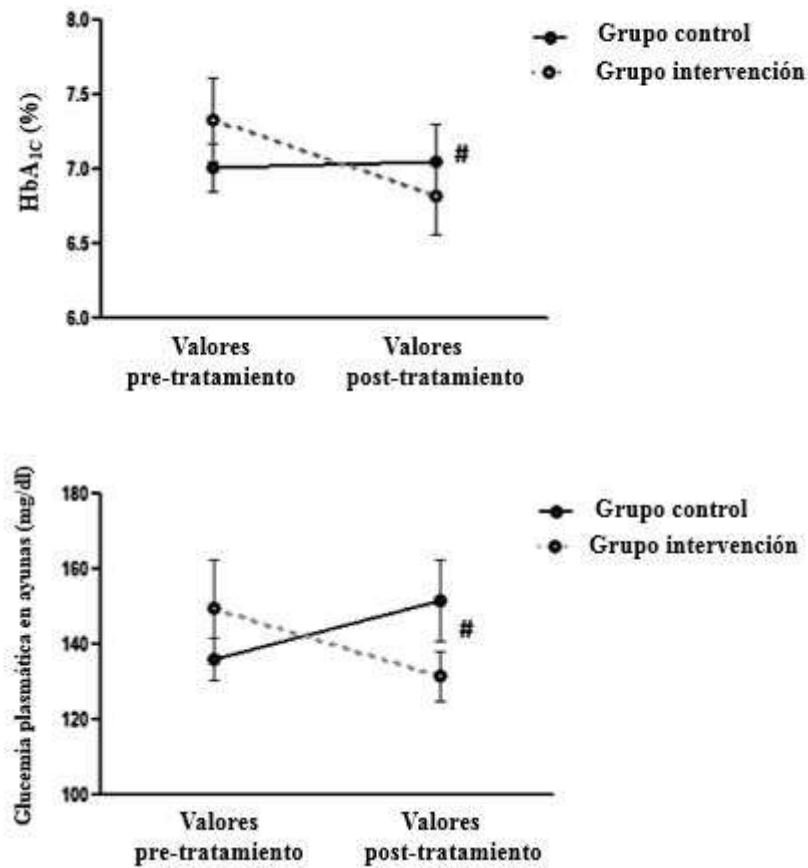 8.0
7.5
7.0
6.5
6.0
HbA1C (%)
Grupo control
Grupo intervención
#
Valores
pre-tratamiento
Valores
post-tratamiento
180
160
140
120
100
Glucemia plasmática en ayunas (mg/dl)
Grupo control
Grupo intervención
#
Valores
pre-tratamiento
Valores
post-tratamiento